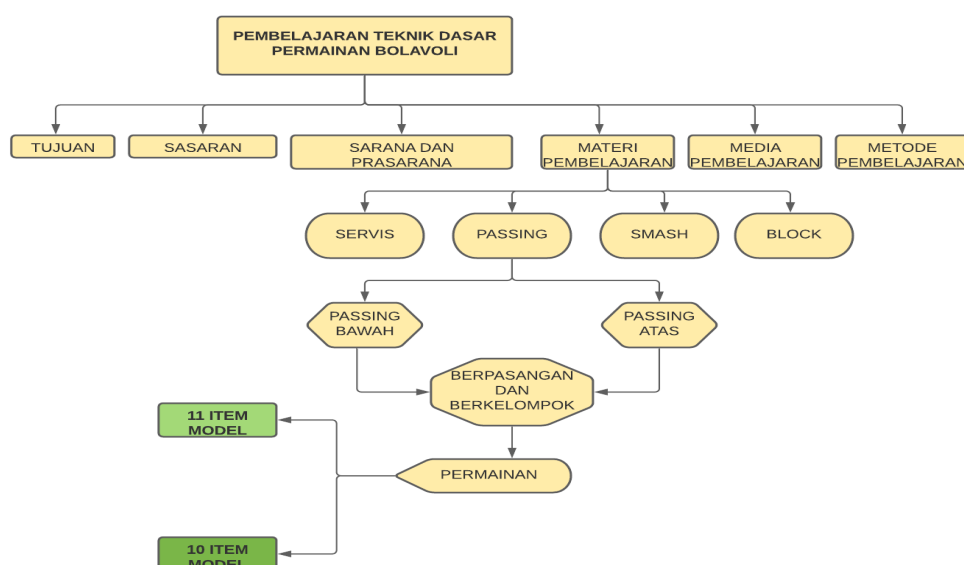 PEMBELAJARAN TEKNIK DASAR
PERMAINAN BOLAVOLI
TUJUAN
SASARAN
SARANA DAN
PRASARANA
MATERI
PEMBELAJARAN
MEDIA
PEMBELAJARAN
METODE
PEMBELAJARAN
SERVIS
PASSING
SMASH
BLOCK
PASSING
BAWAH
PASSING
ATAS
BERPASANGAN
DAN
BERKELOMPOK
11 ITEM
MODEL
PERMAINAN
10 ITEM
MODEL